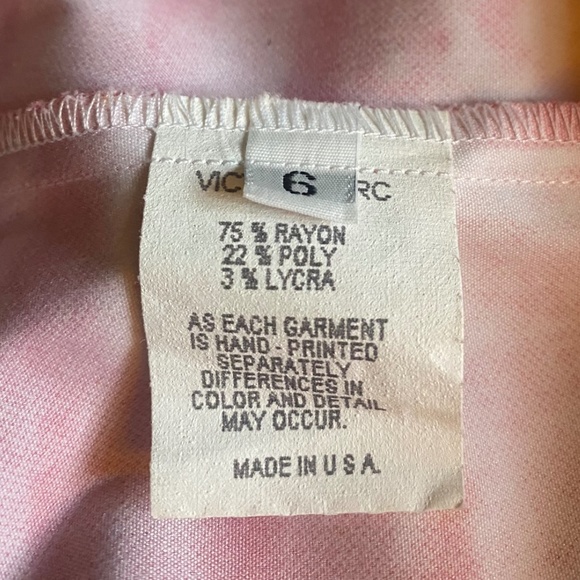 VIC 6 RC
75 % RAYON
22 % POLY
3 % LYCRA
AS EACH GARMENT
IS HAND - PRINTED
SEPARATELY
DIFFERENCES IN
COLOR AND DETAIL
MAY OCCUR.
MADE IN U S A.